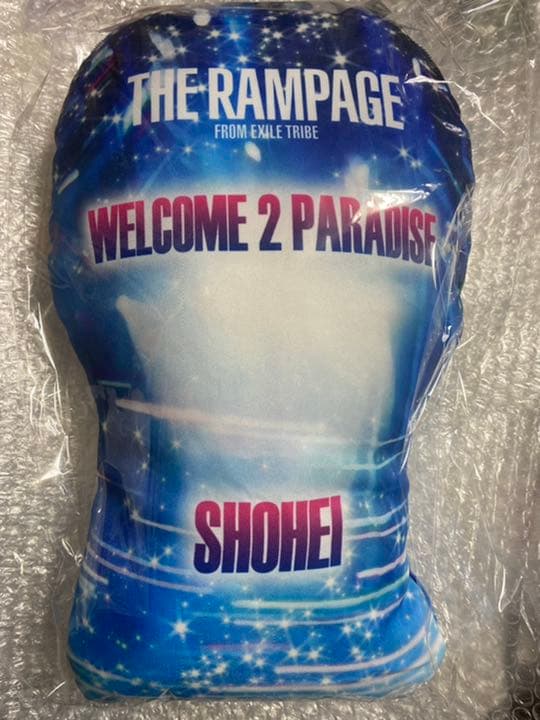 THE RAMPAGE
FROM EXILE TRIBE
WELCOME 2 PARADISE
SHOHEI